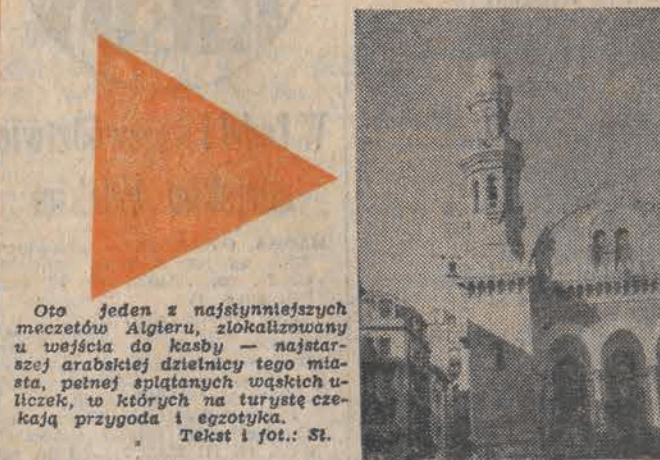 Oto jeden z najsłynniejszych
meczetów Algieru, zlokalizowany
u wejścia do kasby — najstar-
szej arabskiej dzielnicy tego mia-
sta, pełnej splątanych wąskich u-
liczek, w których na turystę cze-
kają przygoda i egzotyka.
Tekst i fot.: Sł.